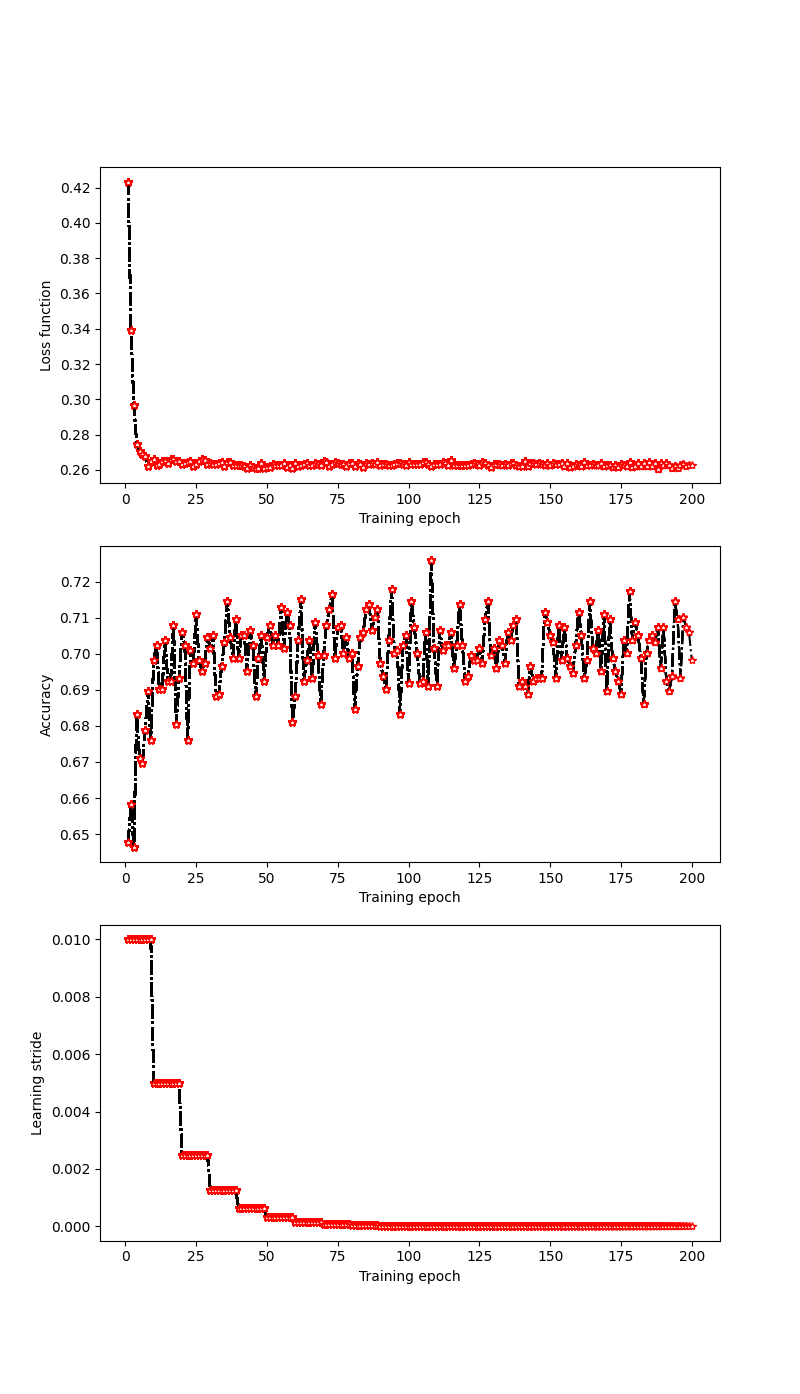 0.42
0.40
0.38
0.36
0.34
0.32
0.30
0.28
0.26
Loss function
0 25 50 75 100 125 150 175 200
Training epoch
0.72
0.71
0.70
0.69
0.68
0.67
0.66
0.65
Accuracy
0 25 50 75 100 125 150 175 200
Training epoch
0.010
0.008
0.006
0.004
0.002
0.000
Learning stride
0 25 50 75 100 125 150 175 200
Training epoch